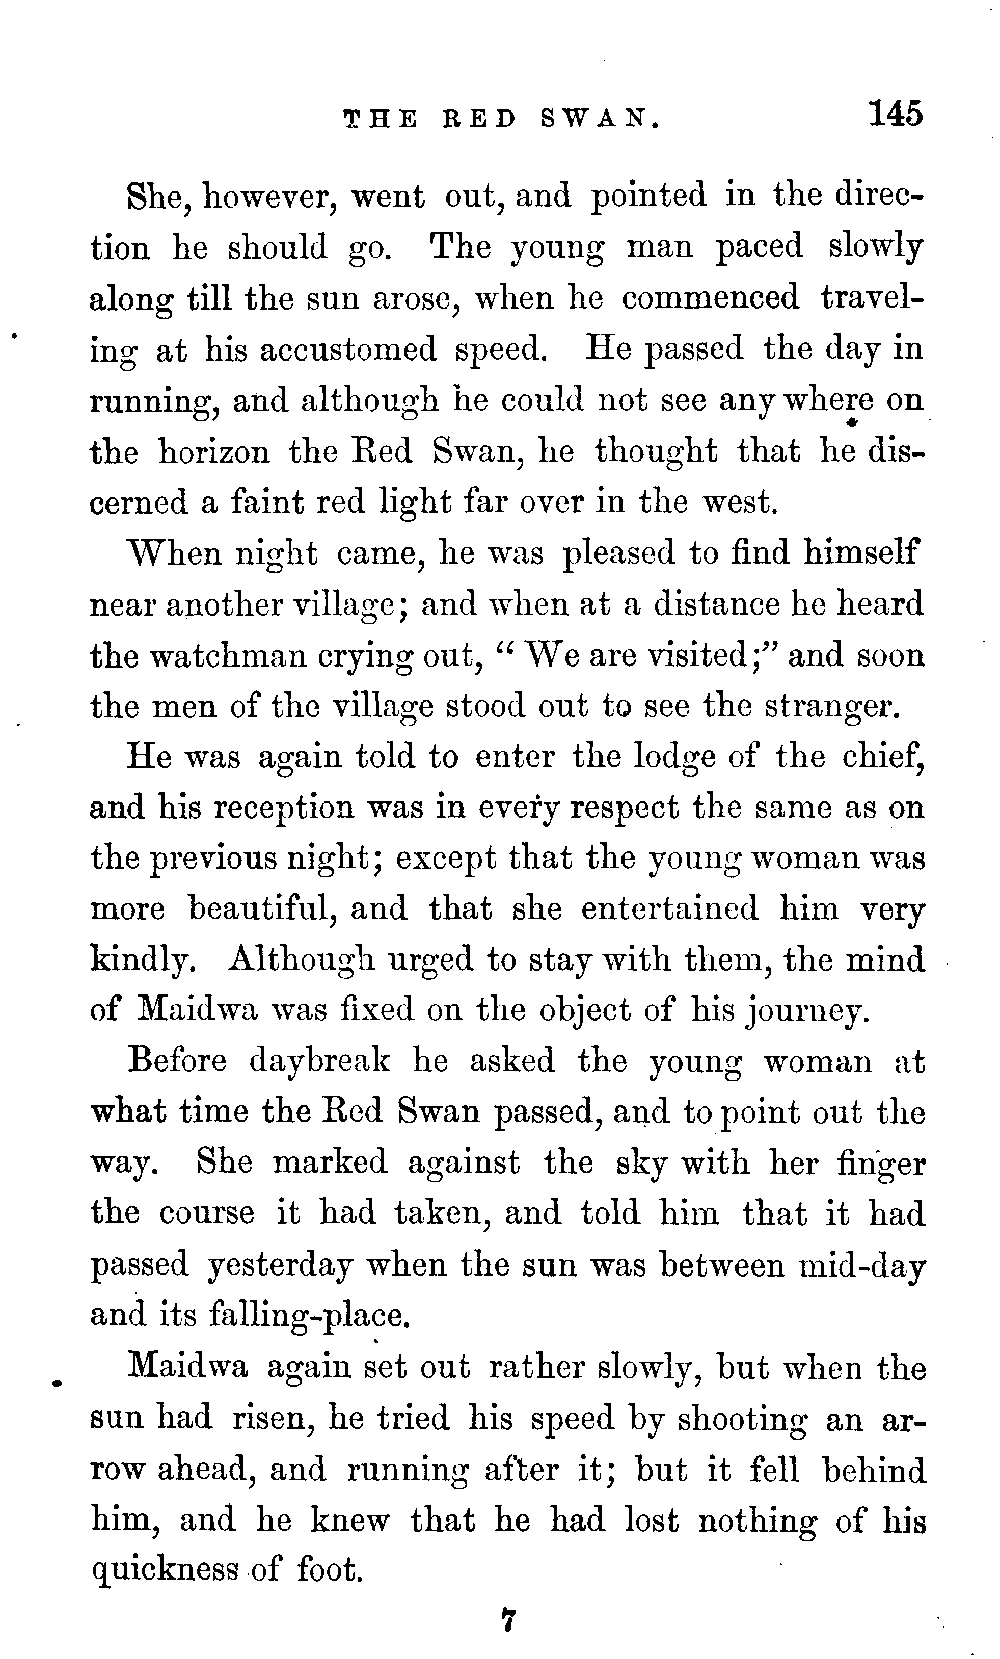 THE RED SWAN. 145
She, however, went out, and pointed in the direc-
tion he should go. The young man paced slowly
along till the sun arose, when he commenced travel-
ing at his accustomed speed. He passed the day in
running, and although he could not see any where on
the horizon the Red Swan, he thought that he dis-
cerned a faint red light far over in the west.
When night came, he was pleased to find himself
near another village; and when at a distance he heard
the watchman crying out, “ We are visited;” and soon
the men of the village stood out to see the stranger.
He was again told to enter the lodge of the chief,
and his reception was in every respect the same as on
the previous night; except that the young woman was
more beautiful, and that she entertained him very
kindly. Although urged to stay with them, the mind
of Maidwa was fixed on the object of his journey.
Before daybreak he asked the young woman at
what time the Red Swan passed, and to point out the
way. She marked against the sky with her finger
the course it had taken, and told him that it had
passed yesterday when the sun was between mid-day
and its falling-place.
Maidwa again set out rather slowly, but when the
sun had risen, he tried his speed by shooting an ar-
row ahead, and running after it; but it fell behind
him, and he knew that he had lost nothing of his
quickness of foot.
7